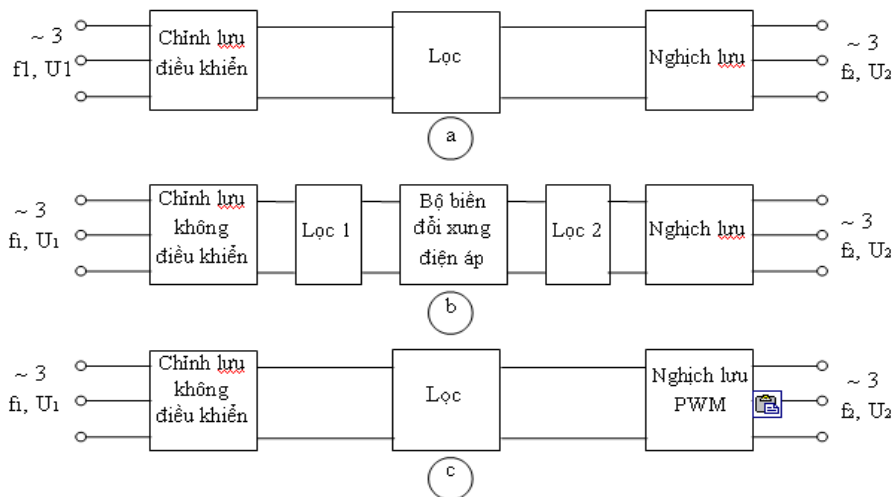 ~ 3
f1, U1
Chỉnh lưu
điều khiển
Lọc
Nghịch lưu
~ 3
f₂, U₂
a
~ 3
f₁, U₁
Chỉnh lưu
không
điều khiển
Lọc 1
Bộ biến
đổi xung
điện áp
Lọc 2
Nghịch lưu
~ 3
f₂, U₂
b
~ 3
f₁, U₁
Chỉnh lưu
không
điều khiển
Lọc
Nghịch lưu
PWM
~ 3
f₂, U₂
c